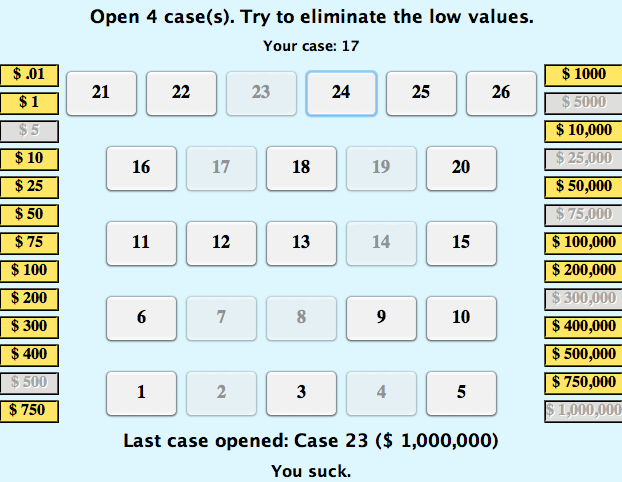 Open 4 case(s). Try to eliminate the low values.
Your case: 17
$ .01 21 22 23 24 25 26 $ 1000
$ 1 $ 5000
$ 5 $ 10,000
$ 10 16 17 18 19 20 $ 25,000
$ 25 $ 50,000
$ 50 $ 75,000
$ 75 11 12 13 14 15 $ 100,000
$ 100 $ 200,000
$ 200 $ 300,000
$ 300 6 7 8 9 10 $ 400,000
$ 400 $ 500,000
$ 500 1 2 3 4 5 $ 750,000
$ 750 $ 1,000,000
Last case opened: Case 23 ($ 1,000,000)
You suck.